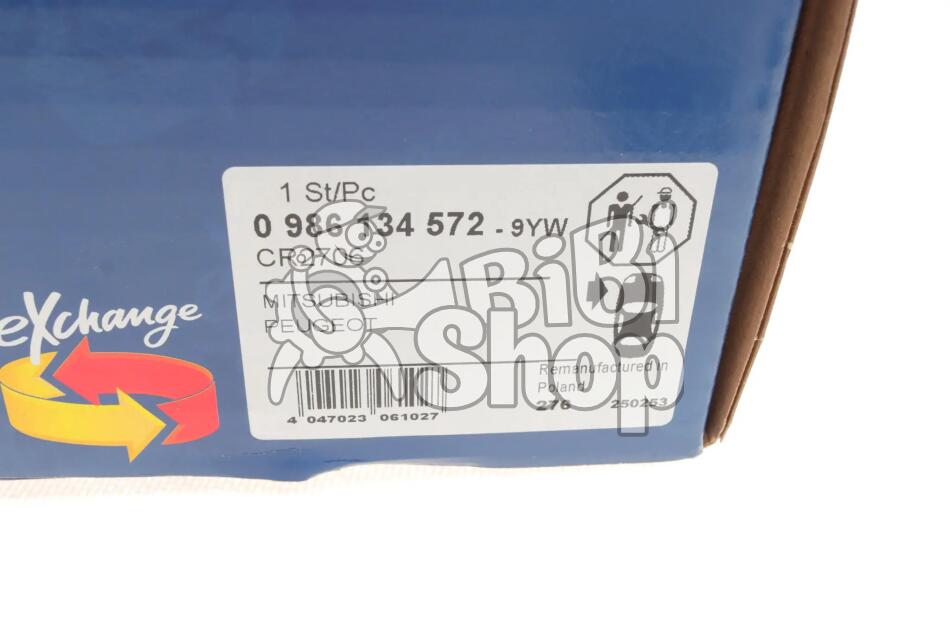 1 St/Pc
0 986 134 572 - 9YW
CR2706
MITSUBISHI
PEUGEOT
eXchange
BiBi
Shop
Remanufactured in
Poland
276 250253
4 047023 061027